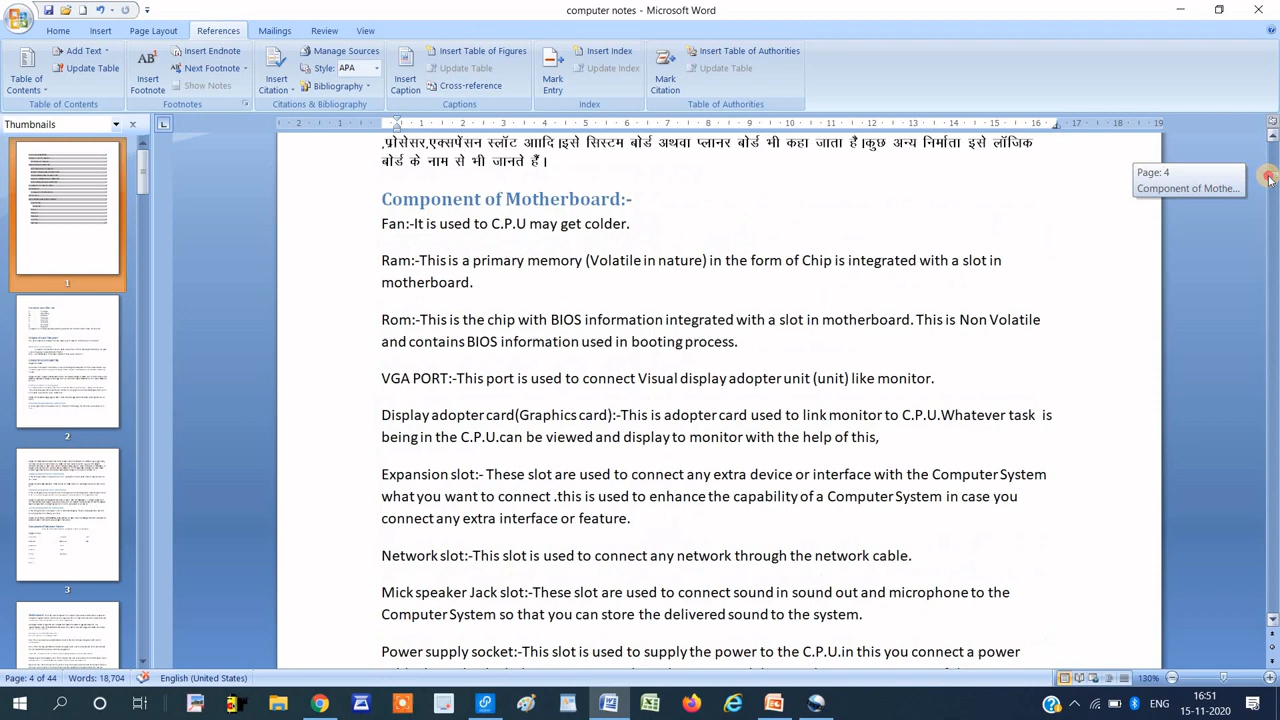 computer notes - Microsoft Word
Home Insert Page Layout References Mailings Review View
Table of Contents
Add Text
Update Table
Table of Contents
AB¹
Insert Footnote
Insert Endnote
Next Footnote
Show Notes
Footnotes
Insert Citation
Manage Sources
Style: APA
Bibliography
Citations & Bibliography
Insert Caption
Insert Table of Figures
Update Table
Cross-reference
Captions
Mark Entry
Insert Index
Update Index
Index
Mark Citation
Insert Table of Authorities
Update Table
Table of Authorities
Thumbnails
1
2
3
,प्रोसेसर,एक्सपेंसन स्लॉट आादि।इसे सिस्टम बोर्ड अथवा प्लानर बोर्ड भी कहा जाता है।कुछ अन्य निर्माता इसे लॉजिक
बोर्ड के नाम से भी जानते हैं।
Component of Motherboard:-
Fan:-It is used to C.P.U may get colder.
Ram:-This is a primary memory (Volatile in nature) in the form of Chip is integrated with a slot in
motherboard.
Rom:-This is the chip with BIOS information integrated with a slot in motherboard .This is Non Volatile
and contains BIOS information used in booting process.
VGA PORT:-This port is used to connect Visual display adopter unit (unit) like monitor.
Display adopter card(Graphics card):-This is adopter card used to link monitor to C.P.U.Whatever task is
being in the C.P.U.can be viewed and display to monitor with the help of this,
Expansion slot:-These slot are used to connect any external device or interface with the Computer System
what you wanted connect .this is used to enhance the caiability of a Computer System in case you
connect any other interface or feature.
Network slot:-This slot is used to connect any network through the network cable.
Mick speaker Jack slot:-These slot are used to connect sound in sound out and microphone to the
Computer System so that you can store the delivered sound to the system.
Power supply socket:-This slot is used to supply the power to the C.P.U.in this you connect a power
Page:
Component of Mothe...
Page: 4 of 44 Words: 18,704 English (United States) 130%
ENG
16:51
15-11-2020